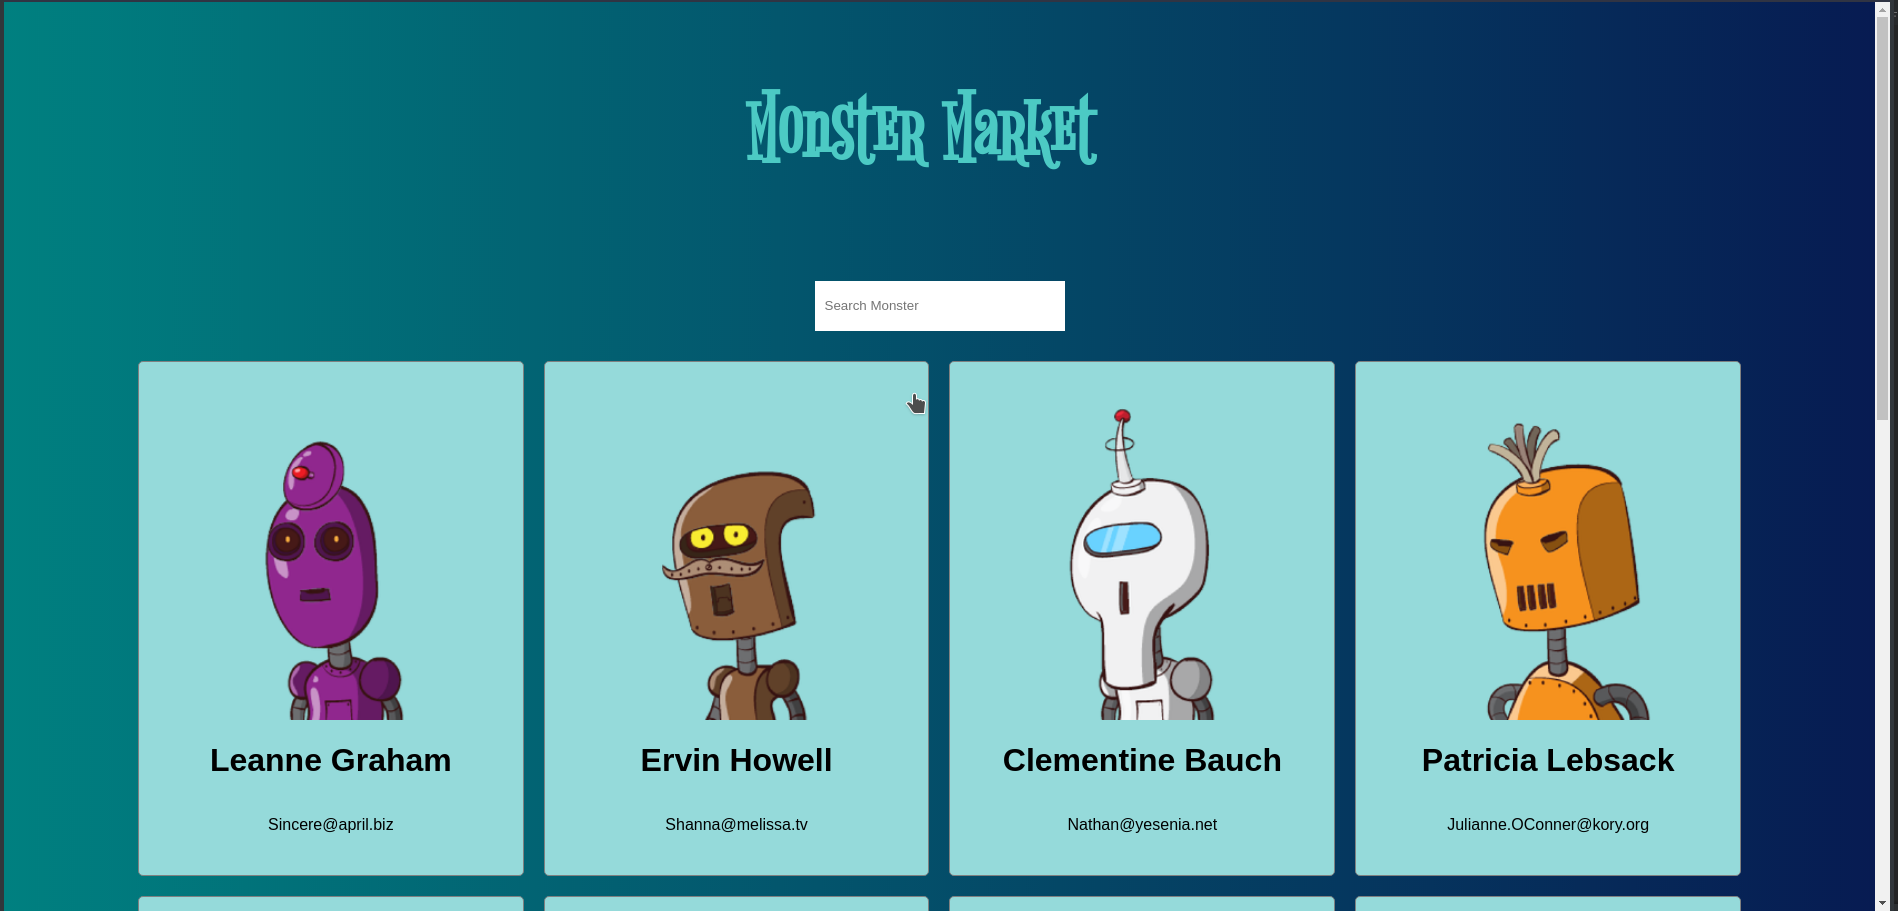 Monster Market
Search Monster
Leanne Graham
Ervin Howell
Clementine Bauch
Patricia Lebsack
Sincere@april.biz
Shanna@melissa.tv
Nathan@yesenia.net
Julianne.OConner@kory.org